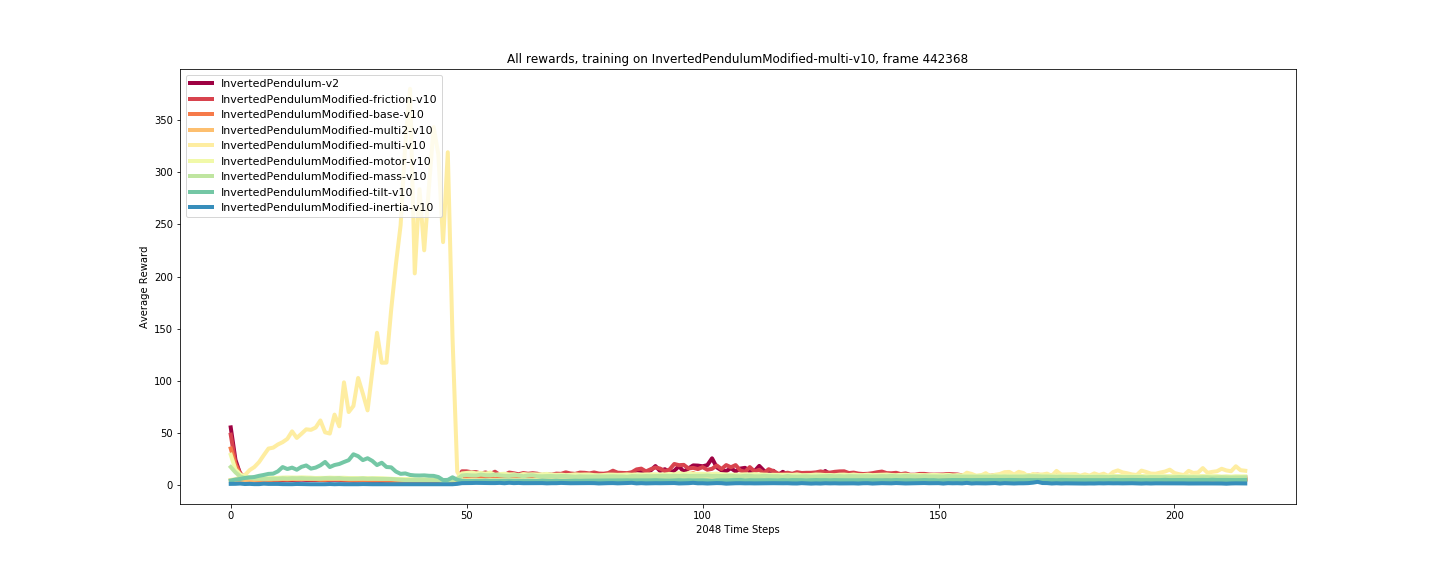 All rewards, training on InvertedPendulumModified-multi-v10, frame 442368
InvertedPendulum-v2
InvertedPendulumModified-friction-v10
InvertedPendulumModified-base-v10
InvertedPendulumModified-multi2-v10
InvertedPendulumModified-multi-v10
InvertedPendulumModified-motor-v10
InvertedPendulumModified-mass-v10
InvertedPendulumModified-tilt-v10
InvertedPendulumModified-inertia-v10
Average Reward
350
300
250
200
150
100
50
0
0 50 100 150 200
2048 Time Steps